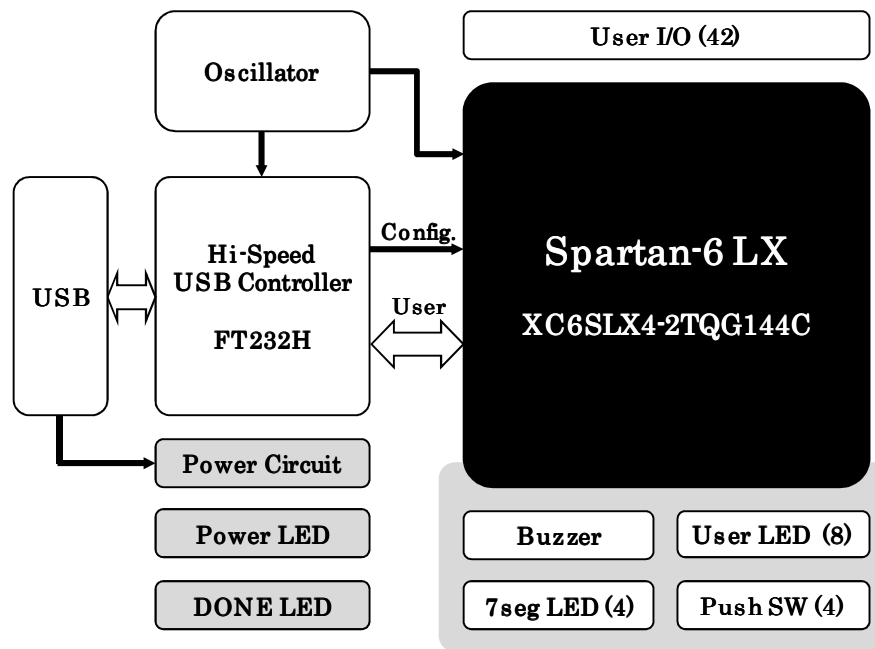 Oscillator
User I/O (42)
USB
Hi-Speed
USB Controller
FT232H
Config.
User
Spartan-6 LX
XC6SLX4-2TQG144C
Power Circuit
Power LED
DONE LED
Buzzer
User LED (8)
7seg LED (4)
Push SW (4)